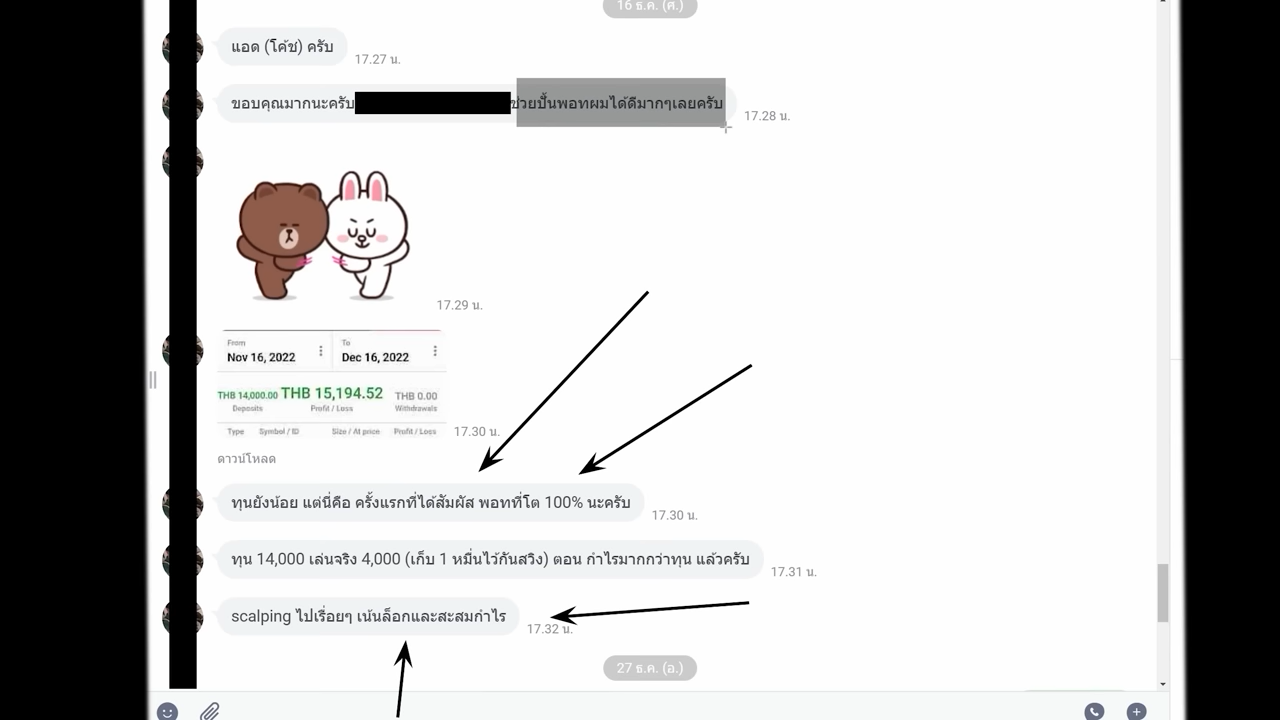 16 ธ.ค. (ศ.)
แอด (โค้ช) ครับ
17.27 น.
ขอบคุณมากนะครับ ช่วยปั้นพอทผมได้ดีมากๆเลยครับ
17.28 น.
17.29 น.
From To
Nov 16, 2022 Dec 16, 2022
THB 14,000.00 THB 15,194.52 THB 0.00
Deposits Profit / Loss Withdrawals
Type Symbol / ID Size / At price Profit / Loss
17.30 น.
ดาวน์โหลด
ทุนยังน้อย แต่นี่คือ ครั้งแรกที่ได้สัมผัส พอทที่โต 100% นะครับ
17.30 น.
ทุน 14,000 เล่นจริง 4,000 (เก็บ 1 หมื่นไว้กันสวิง) ตอน กำไรมากกว่าทุน แล้วครับ
17.31 น.
scalping ไปเรื่อยๆ เน้นล็อกและสะสมกำไร
17.32 น.
27 ธ.ค. (อ.)